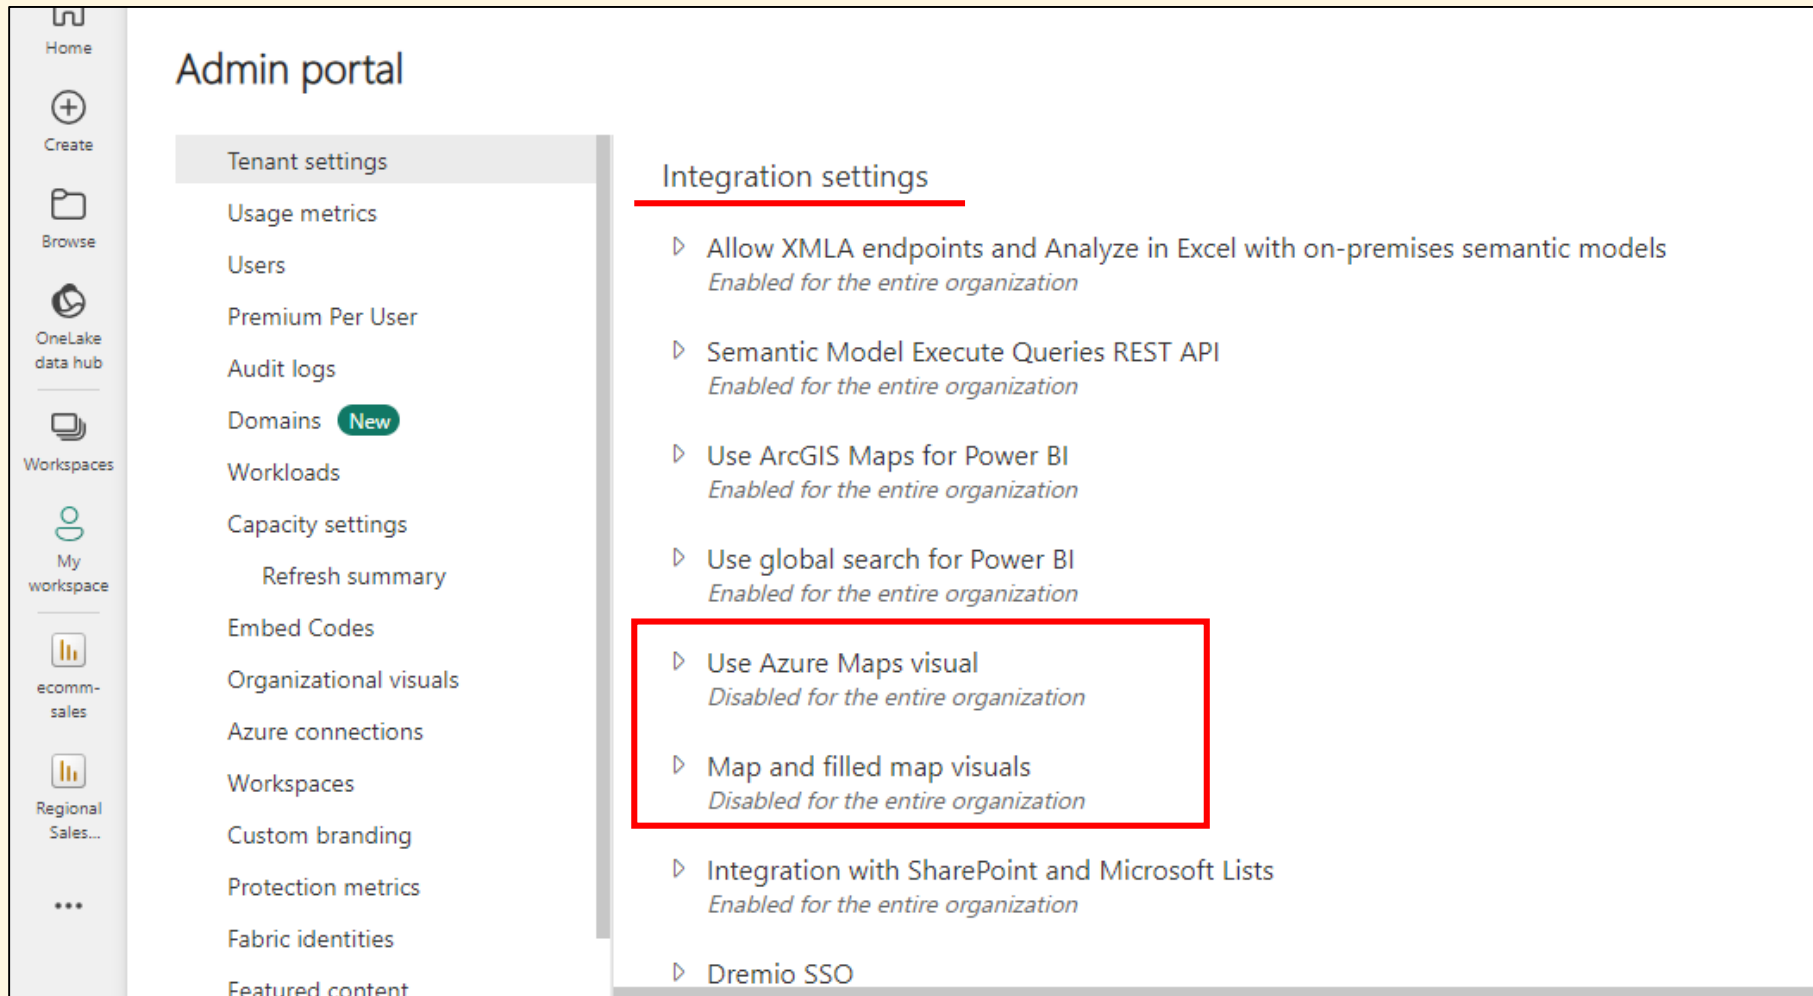 Home
Create
Browse
OneLake
data hub
Workspaces
My
workspace
ecomm-
sales
Regional
Sales...
Admin portal
Tenant settings
Usage metrics
Users
Premium Per User
Audit logs
Domains New
Workloads
Capacity settings
Refresh summary
Embed Codes
Organizational visuals
Azure connections
Workspaces
Custom branding
Protection metrics
Fabric identities
Featured content
Integration settings
Allow XMLA endpoints and Analyze in Excel with on-premises semantic models
Enabled for the entire organization
Semantic Model Execute Queries REST API
Enabled for the entire organization
Use ArcGIS Maps for Power BI
Enabled for the entire organization
Use global search for Power BI
Enabled for the entire organization
Use Azure Maps visual
Disabled for the entire organization
Map and filled map visuals
Disabled for the entire organization
Integration with SharePoint and Microsoft Lists
Enabled for the entire organization
Dremio SSO